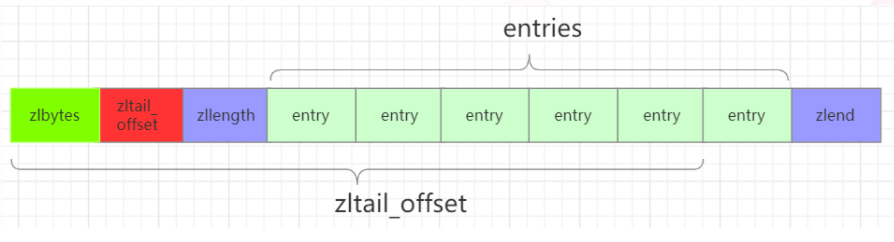 entries
zlbytes
zltail_
offset
zllength
entry
entry
entry
entry
entry
entry
zlend
zltail_offset